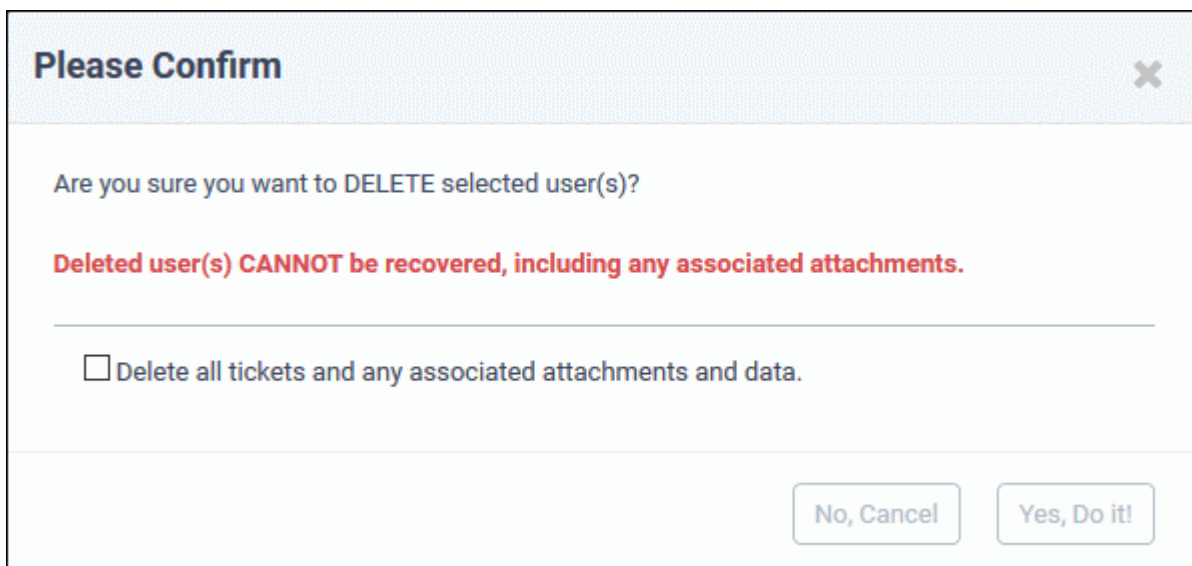 Please Confirm
Are you sure you want to DELETE selected user(s)?
Deleted user(s) CANNOT be recovered, including any associated attachments.
Delete all tickets and any associated attachments and data.
No, Cancel
Yes, Do it!